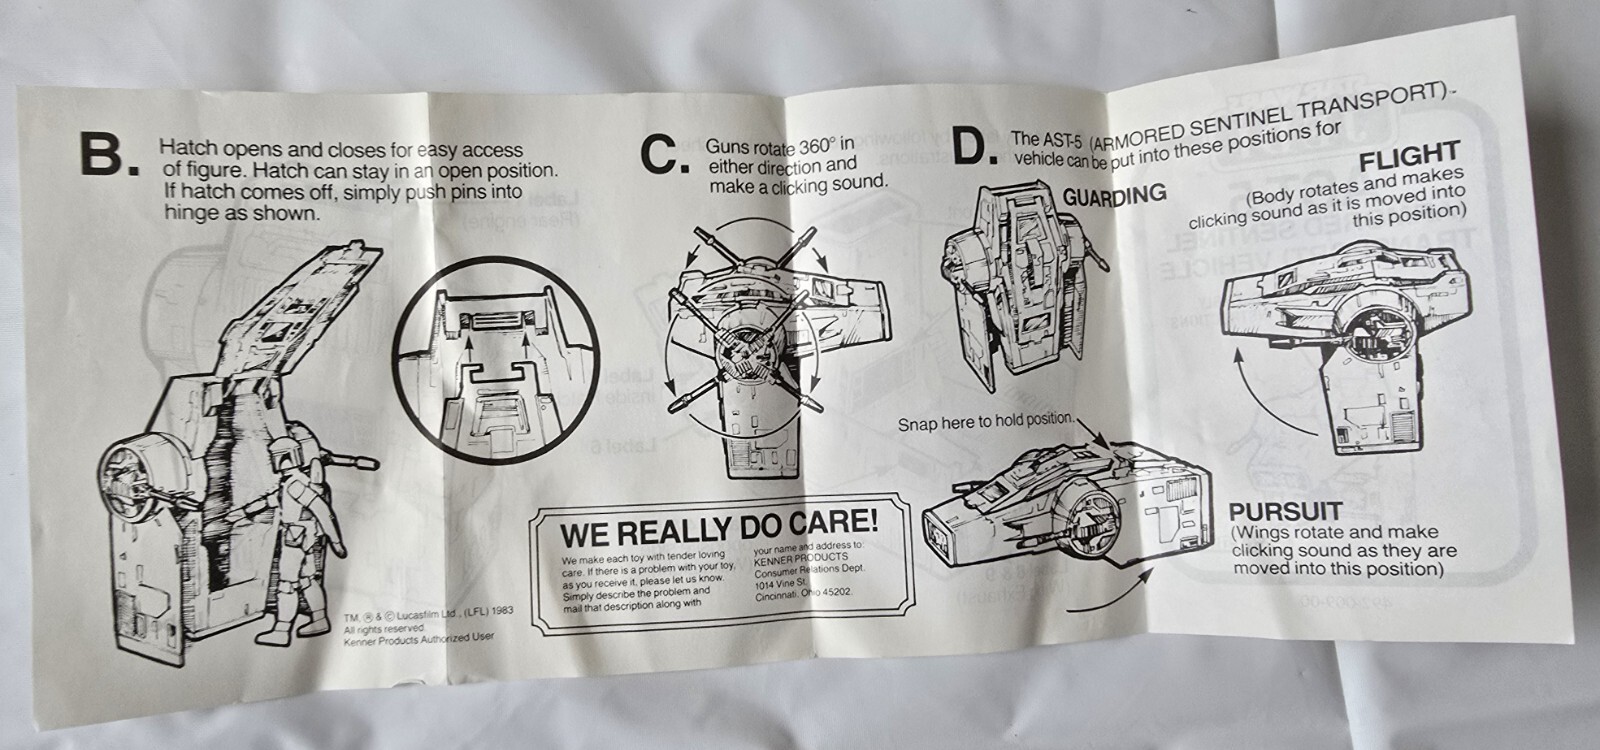 B.
Hatch opens and closes for easy access
of figure. Hatch can stay in an open position.
If hatch comes off, simply push pins into
hinge as shown.
TM, ® & © Lucasfilm Ltd., (LFL) 1983
All rights reserved.
Kenner Products Authorized User
C.
Guns rotate 360° in
either direction and
make a clicking sound.
WE REALLY DO CARE!
We make each toy with tender loving
care. If there is a problem with your toy,
as you receive it, please let us know.
Simply describe the problem and
mail that description along with
your name and address to:
KENNER PRODUCTS
Consumer Relations Dept.
1014 Vine St.
Cincinnati, Ohio 45202.
D.
The AST-5 (ARMORED SENTINEL TRANSPORT)-
vehicle can be put into these positions for
GUARDING
FLIGHT
(Body rotates and makes
clicking sound as it is moved into
this position)
Snap here to hold position.
PURSUIT
(Wings rotate and make
clicking sound as they are
moved into this position)